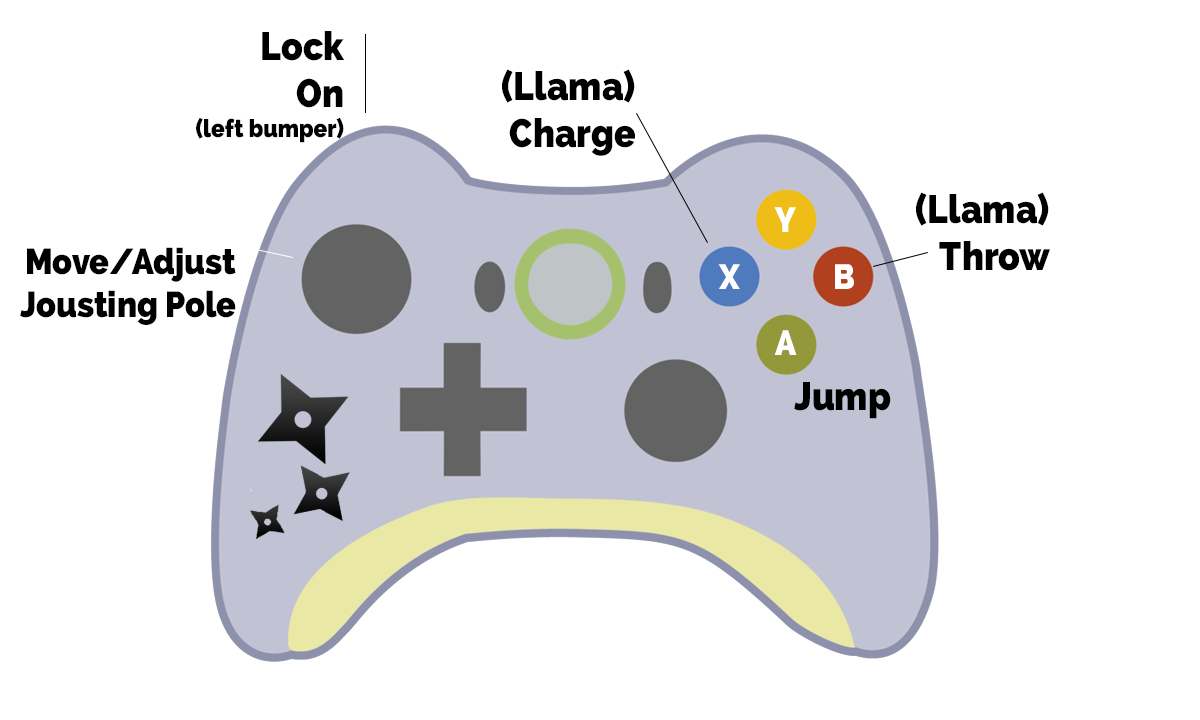 Lock
On
(left bumper)
(Llama)
Charge
Y
(Llama)
Throw
Move/Adjust
Jousting Pole
X
B
A
Jump